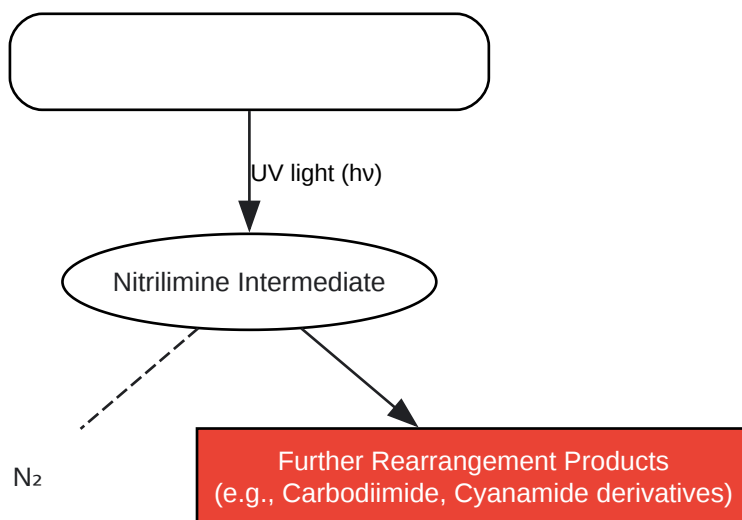 UV light (hν)
Nitrilimine Intermediate
Further Rearrangement Products
(e.g., Carbodiimide, Cyanamide derivatives)
N₂